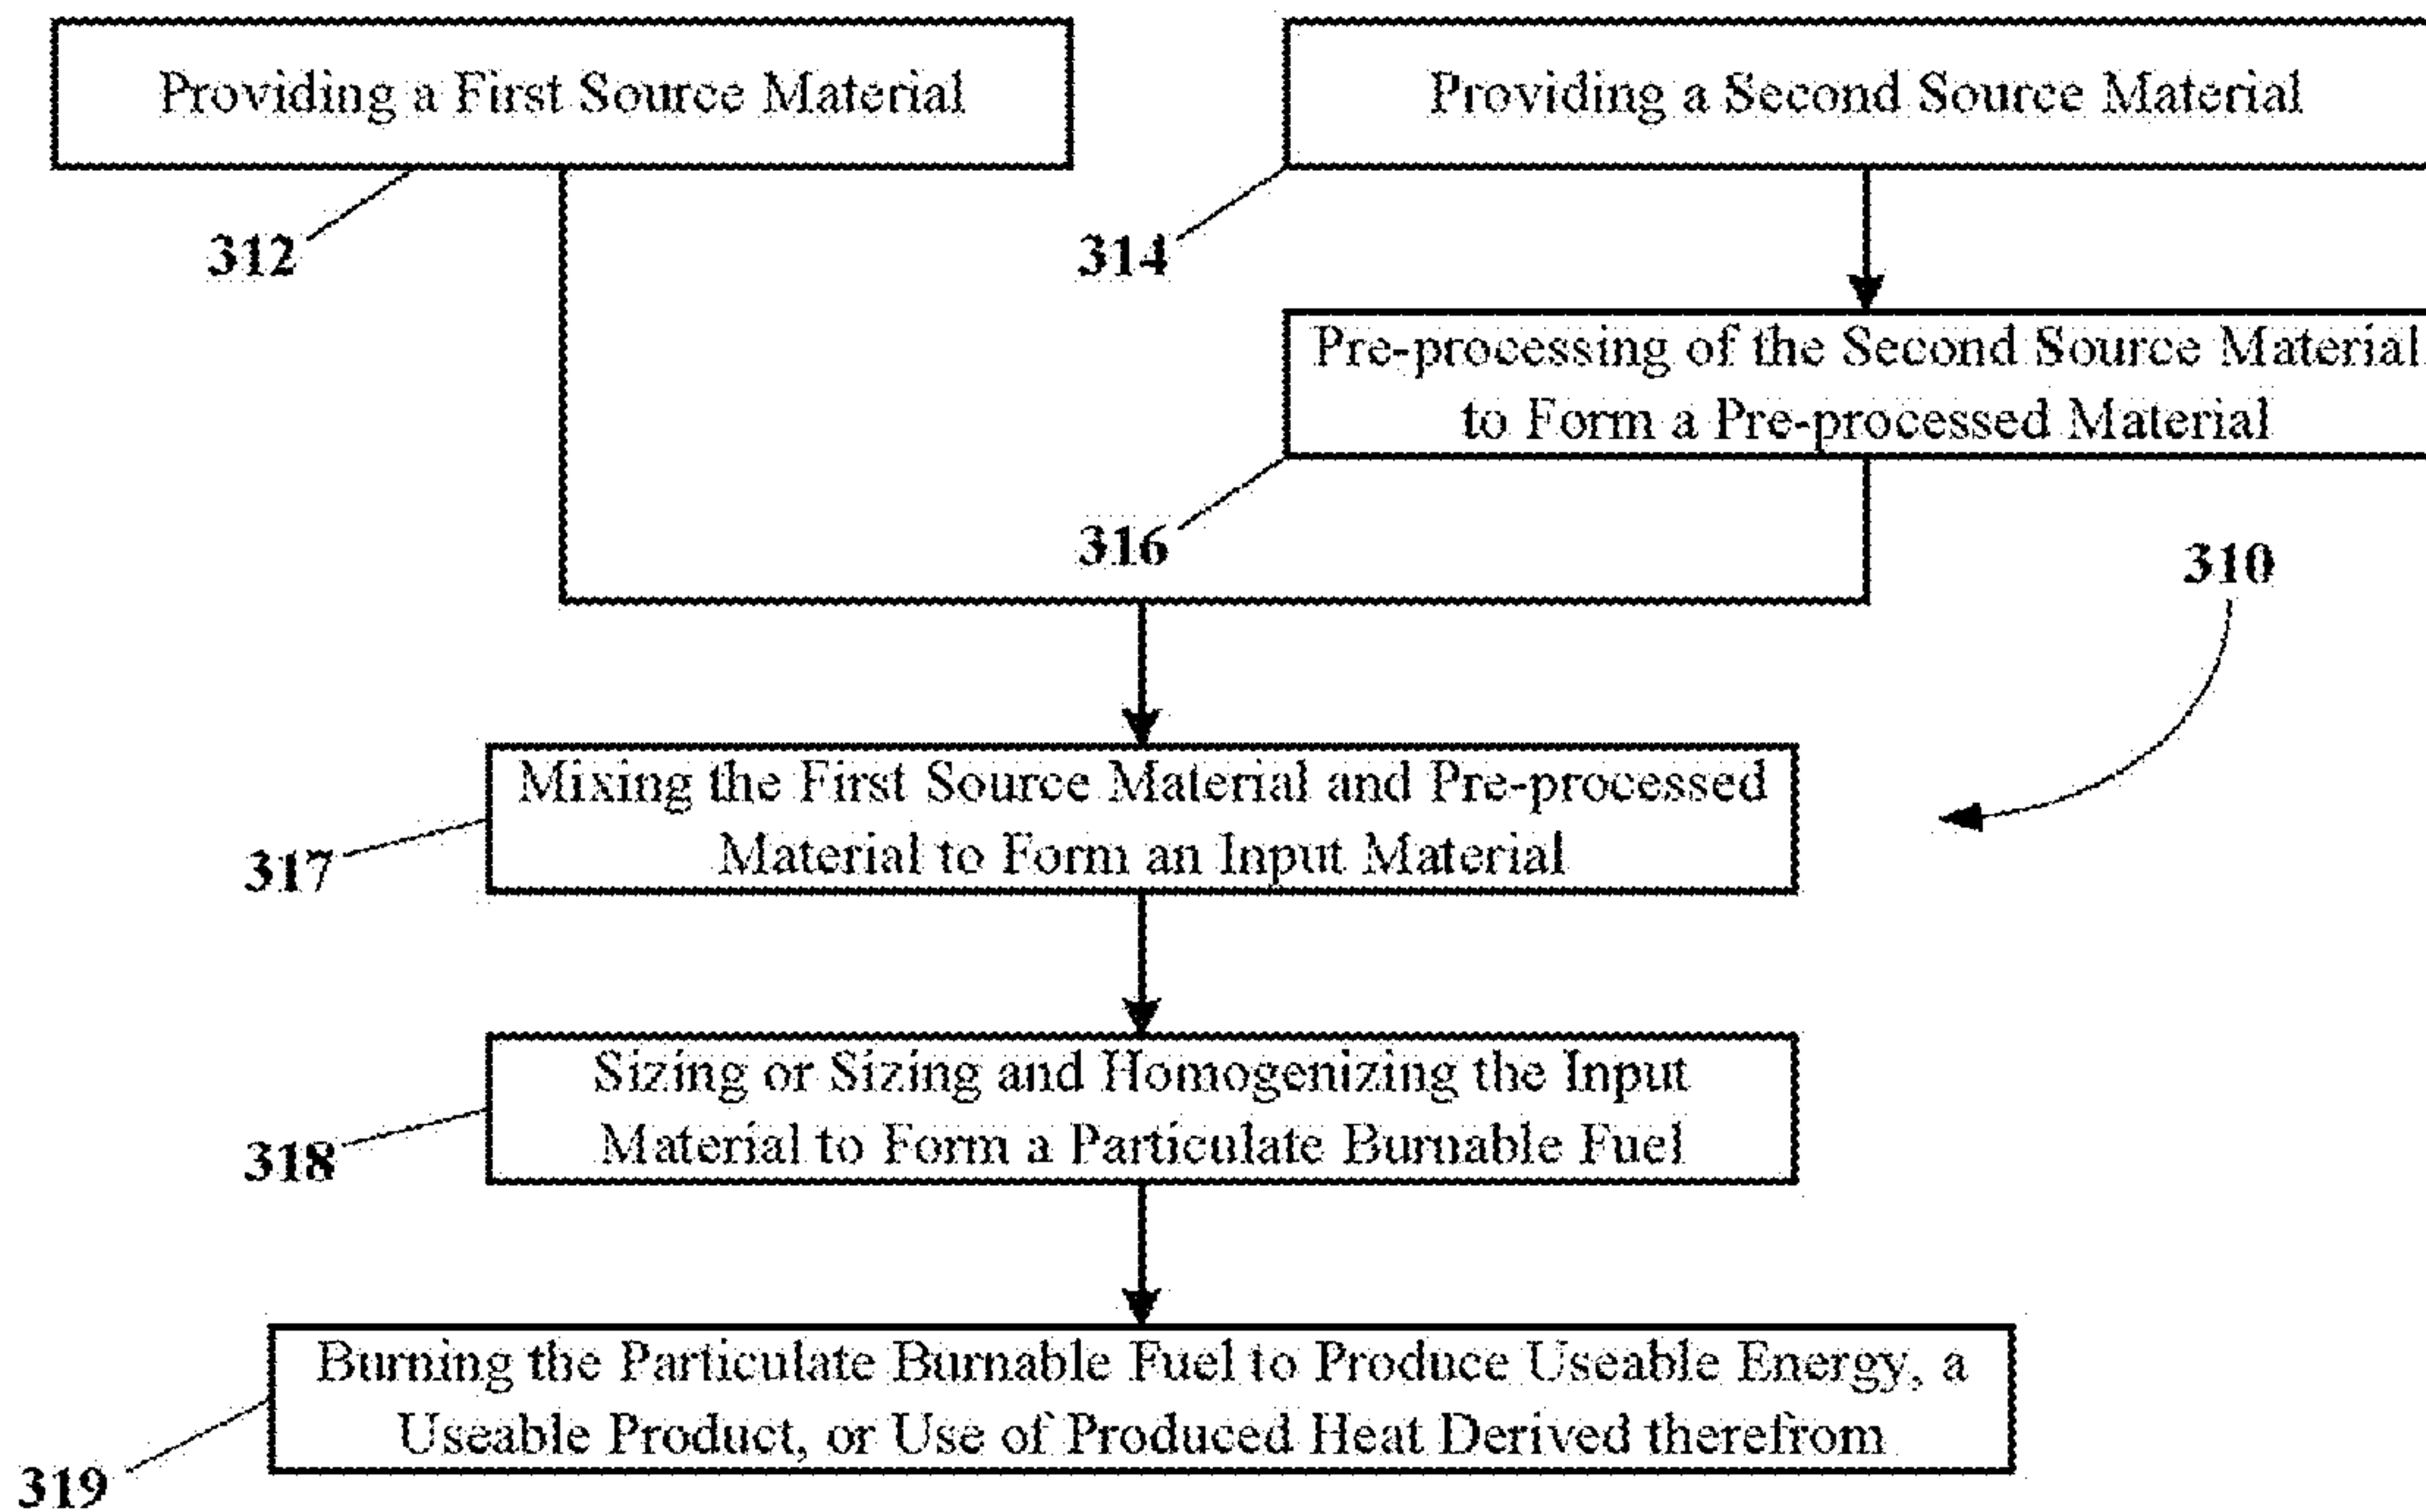 Providing a First Source Material
Providing a Second Source Material
312
314
Pre-processing of the Second Source Material
to Form a Pre-processed Material
316
310
Mixing the First Source Material and Pre-processed
Material to Form an Input Material
317
Sizing or Sizing and Homogenizing the Input
Material to Form a Particulate Burnable Fuel
318
Burning the Particulate Burnable Fuel to Produce Useable Energy, a
Useable Product, or Use of Produced Heat Derived therefrom
319